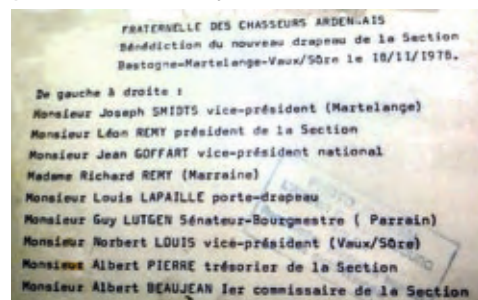 FRATERNELLE DES CHASSEURS ARDENNAIS
Bénédiction du nouveau drapeau de la Section
Bastogne-Martelange-Vaux/Sûre le 18/11/1978.
De gauche à droite :
Monsieur Joseph SMIDTS vice-président (Martelange)
Monsieur Léon REMY président de la Section
Monsieur Jean GOFFART vice-président national
Madame Richard REMY (Marraine)
Monsieur Louis LAPAILLE porte-drapeau
Monsieur Guy LUTGEN Sénateur-Bourgmestre ( Parrain)
Monsieur Norbert LOUIS vice-président (Vaux/Sûre)
Monsieur Albert PIERRE trésorier de la Section
Monsieur Albert BEAUJEAN Ier commissaire de la Section